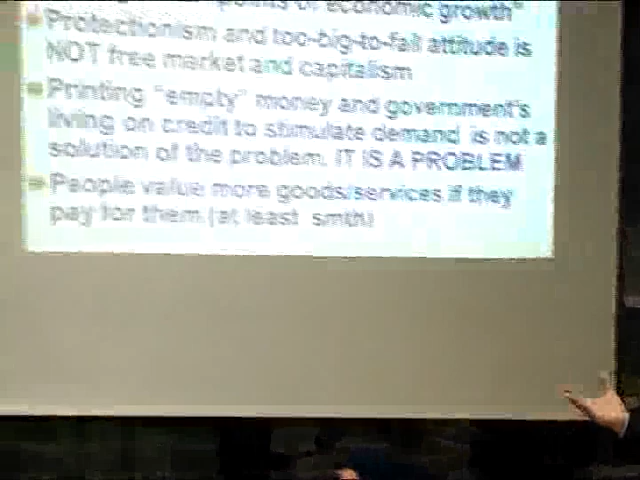 points of economic growth"
Protectionism and too-big-to-fail attitude is
NOT free market and capitalism
Printing "empty" money and government's
living on credit to stimulate demand is not a
solution of the problem. IT IS A PROBLEM
People value more goods/services if they
pay for them (at least smth)